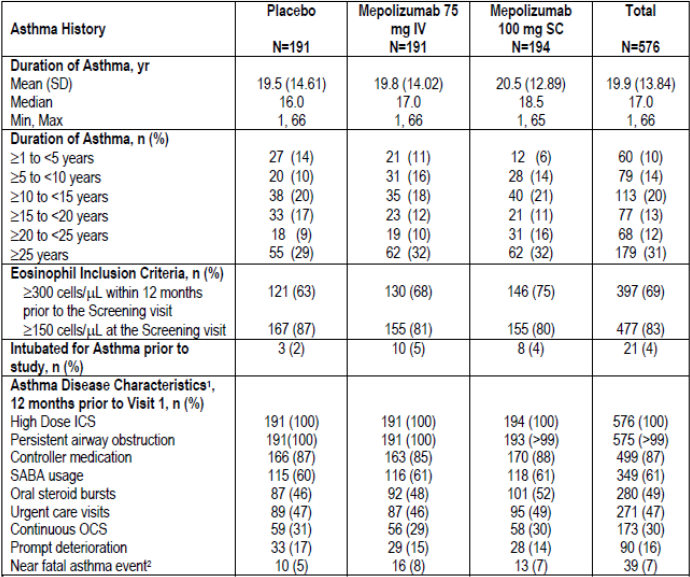 Asthma History Placebo N=191 Mepolizumab 75 mg IV N=191 Mepolizumab 100 mg SC N=194 Total N=576
Duration of Asthma, yr
Mean (SD) 19.5 (14.61) 19.8 (14.02) 20.5 (12.89) 19.9 (13.84)
Median 16.0 17.0 18.5 17.0
Min, Max 1, 66 1, 66 1, 65 1, 66
Duration of Asthma, n (%)
≥1 to <5 years 27 (14) 21 (11) 12 (6) 60 (10)
≥5 to <10 years 20 (10) 31 (16) 28 (14) 79 (14)
≥10 to <15 years 38 (20) 35 (18) 40 (21) 113 (20)
≥15 to <20 years 33 (17) 23 (12) 21 (11) 77 (13)
≥20 to <25 years 18 (9) 19 (10) 31 (16) 68 (12)
≥25 years 55 (29) 62 (32) 62 (32) 179 (31)
Eosinophil Inclusion Criteria, n (%)
≥300 cells/µL within 12 months 121 (63) 130 (68) 146 (75) 397 (69)
prior to the Screening visit
≥150 cells/µL at the Screening visit 167 (87) 155 (81) 155 (80) 477 (83)
Intubated for Asthma prior to 3 (2) 10 (5) 8 (4) 21 (4)
study, n (%)
Asthma Disease Characteristics¹,
12 months prior to Visit 1, n (%)
High Dose ICS 191 (100) 191 (100) 194 (100) 576 (100)
Persistent airway obstruction 191(100) 191 (100) 193 (>99) 575 (>99)
Controller medication 166 (87) 163 (85) 170 (88) 499 (87)
SABA usage 115 (60) 116 (61) 118 (61) 349 (61)
Oral steroid bursts 87 (46) 92 (48) 101 (52) 280 (49)
Urgent care visits 89 (47) 87 (46) 95 (49) 271 (47)
Continuous OCS 59 (31) 56 (29) 58 (30) 173 (30)
Prompt deterioration 33 (17) 29 (15) 28 (14) 90 (16)
Near fatal asthma event² 10 (5) 16 (8) 13 (7) 39 (7)